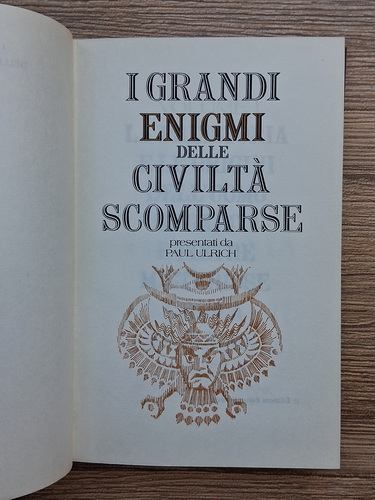 I GRANDI
ENIGMI
DELLE
CIVILTÀ
SCOMPARSE
presentati da
PAUL ULRICH